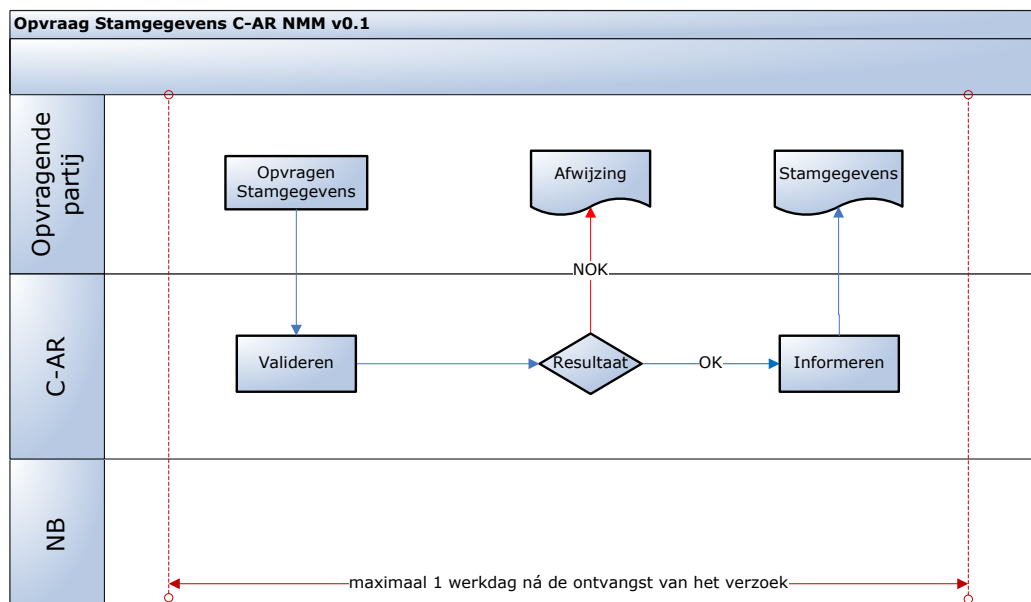 Opvraag Stamgegevens C-AR NMM v0.1
Opvragende
partij
Opvragen
Stamgegevens
Afwijzing
Stamgegevens
NOK
C-AR
Valideren
Resultaat
OK
Informeren
NB
maximaal 1 werkdag ná de ontvangst van het verzoek